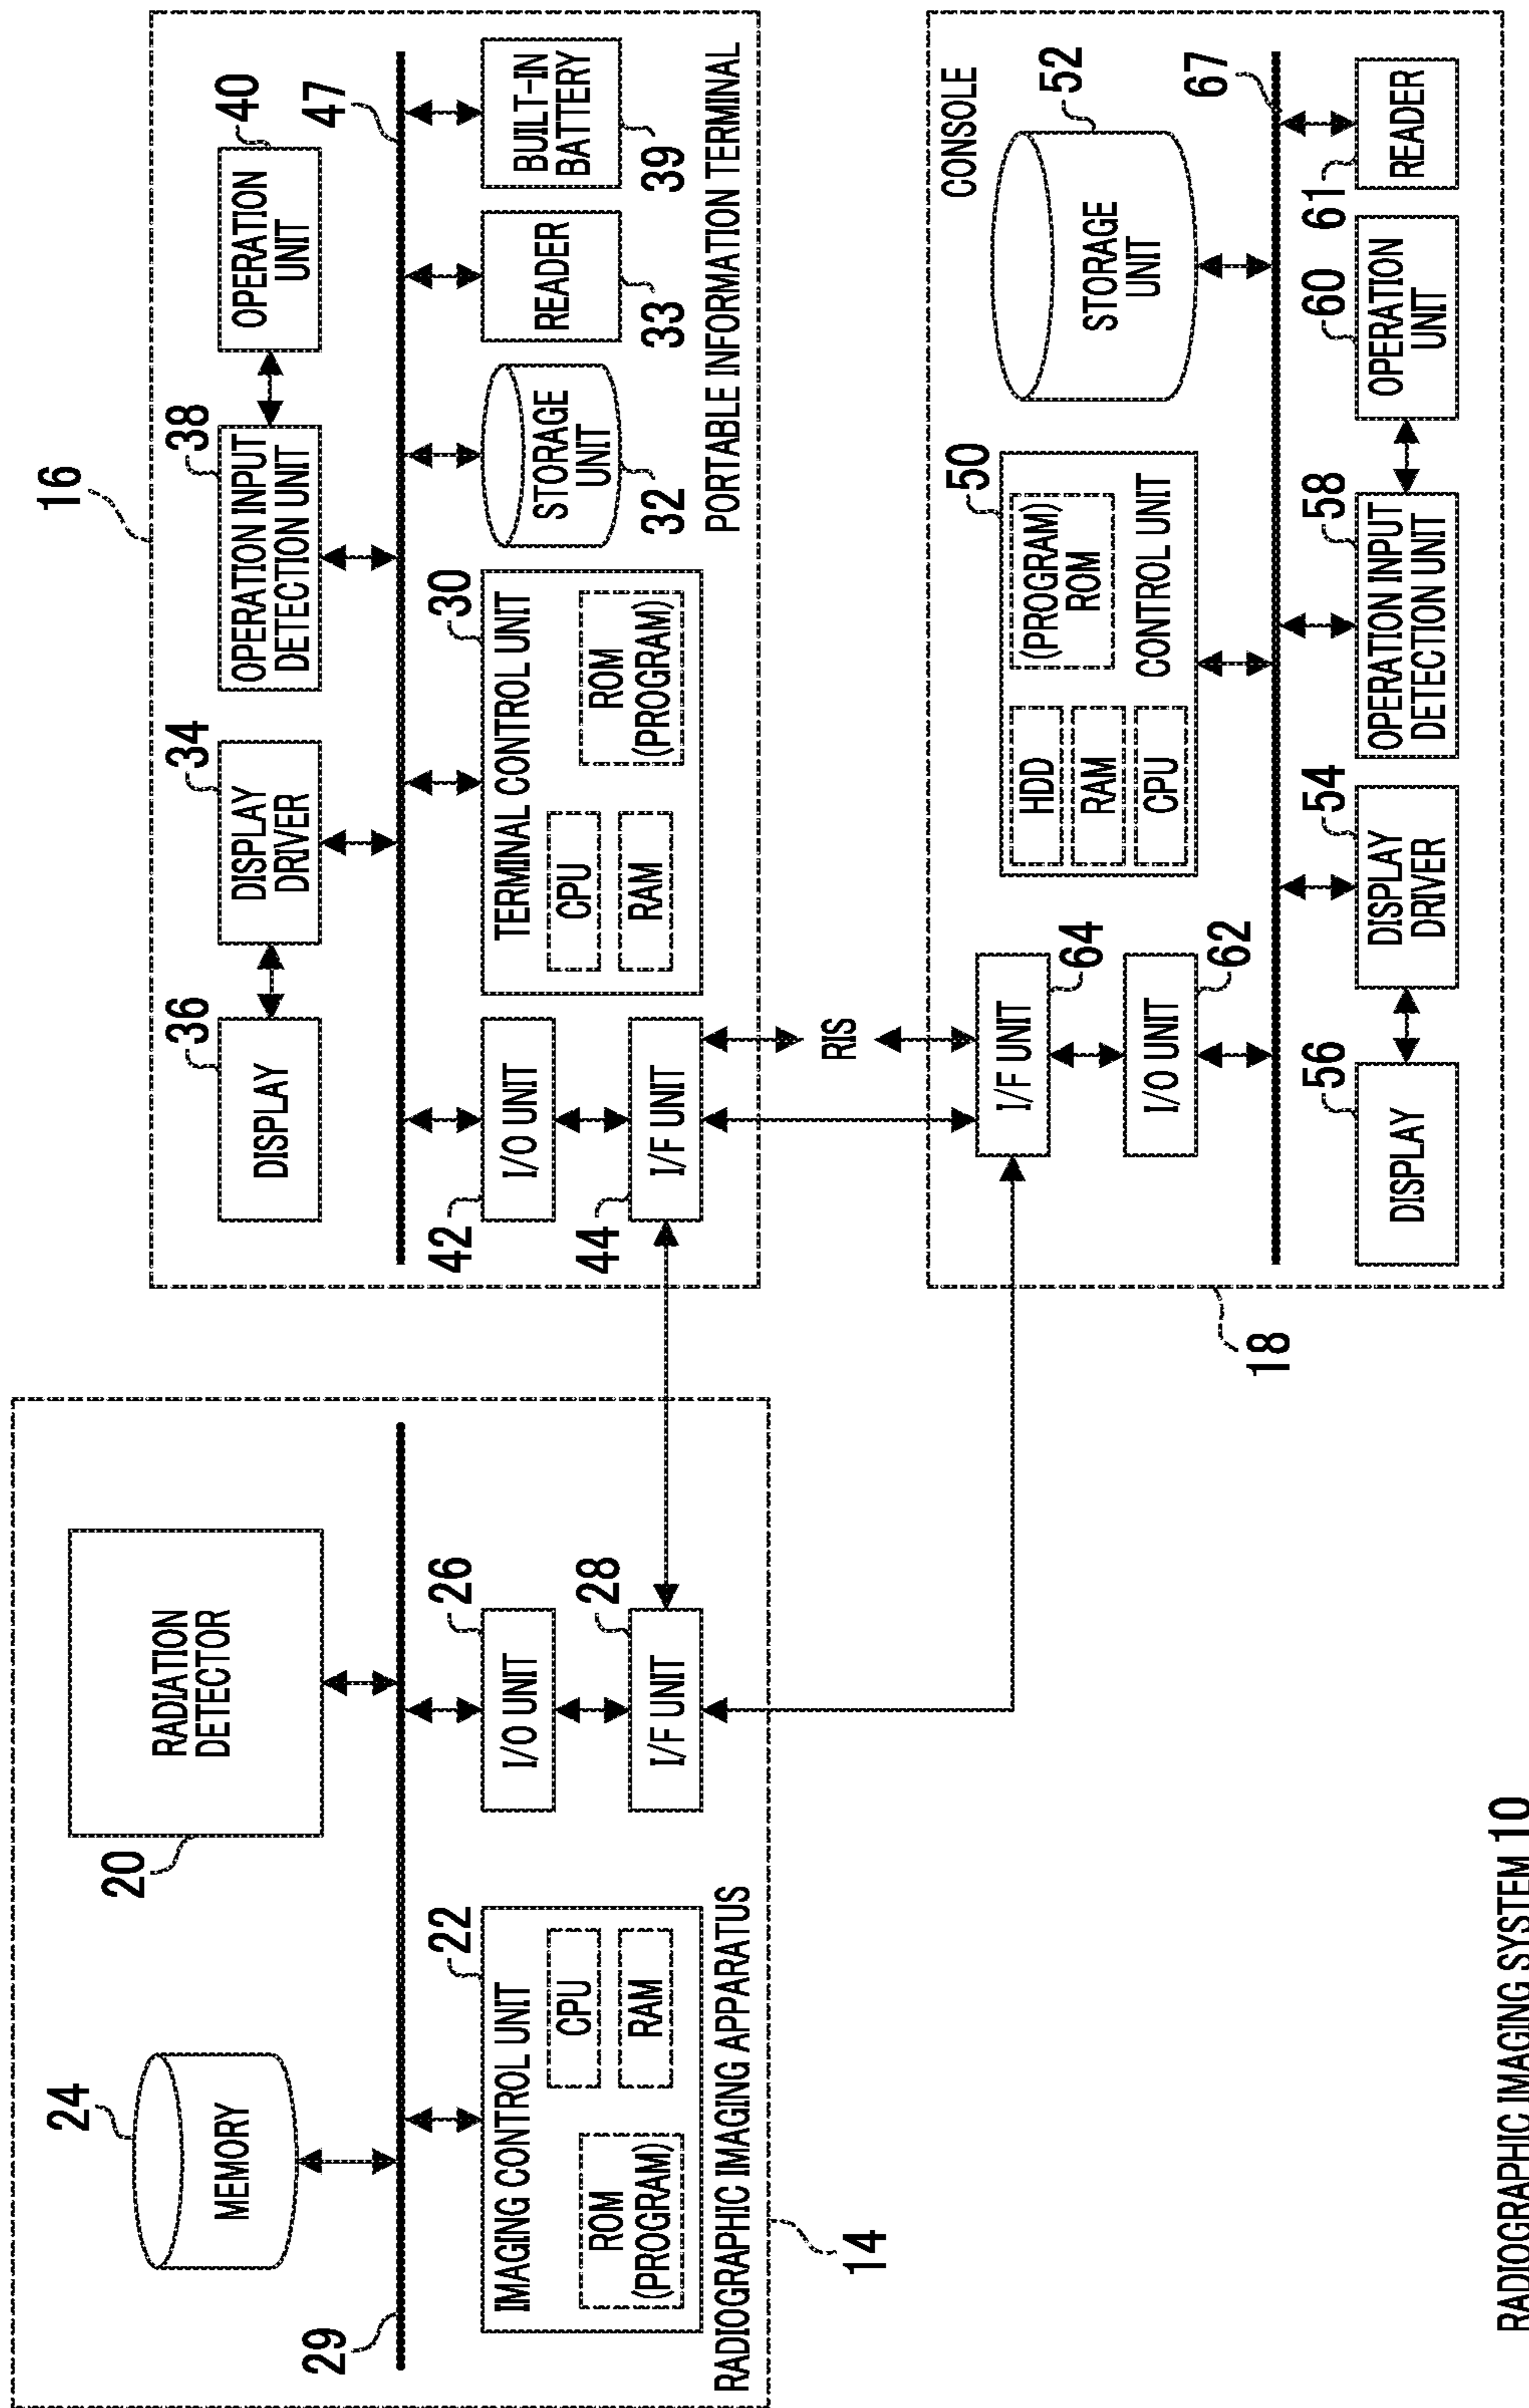 24
MEMORY
20
RADIATION
DETECTOR
29
22
IMAGING CONTROL UNIT
CPU
ROM
(PROGRAM)
RAM
26
I/O UNIT
28
I/F UNIT
RADIOGRAPHIC IMAGING APPARATUS
14
16
36
DISPLAY
34
DISPLAY
DRIVER
38
OPERATION INPUT
DETECTION UNIT
40
OPERATION
UNIT
47
42
I/O UNIT
44
I/F UNIT
30
TERMINAL CONTROL UNIT
CPU
ROM
(PROGRAM)
RAM
STORAGE
UNIT
32
READER
33
BUILT-IN
BATTERY
39
PORTABLE INFORMATION TERMINAL
RIS
CONSOLE
I/F UNIT
64
I/O UNIT
62
50
HDD
(PROGRAM)
ROM
RAM
CPU
CONTROL UNIT
52
STORAGE
UNIT
67
56
DISPLAY
54
DISPLAY
DRIVER
58
OPERATION INPUT
DETECTION UNIT
60
OPERATION
UNIT
61
READER
18
RADIOGRAPHIC IMAGING SYSTEM 10